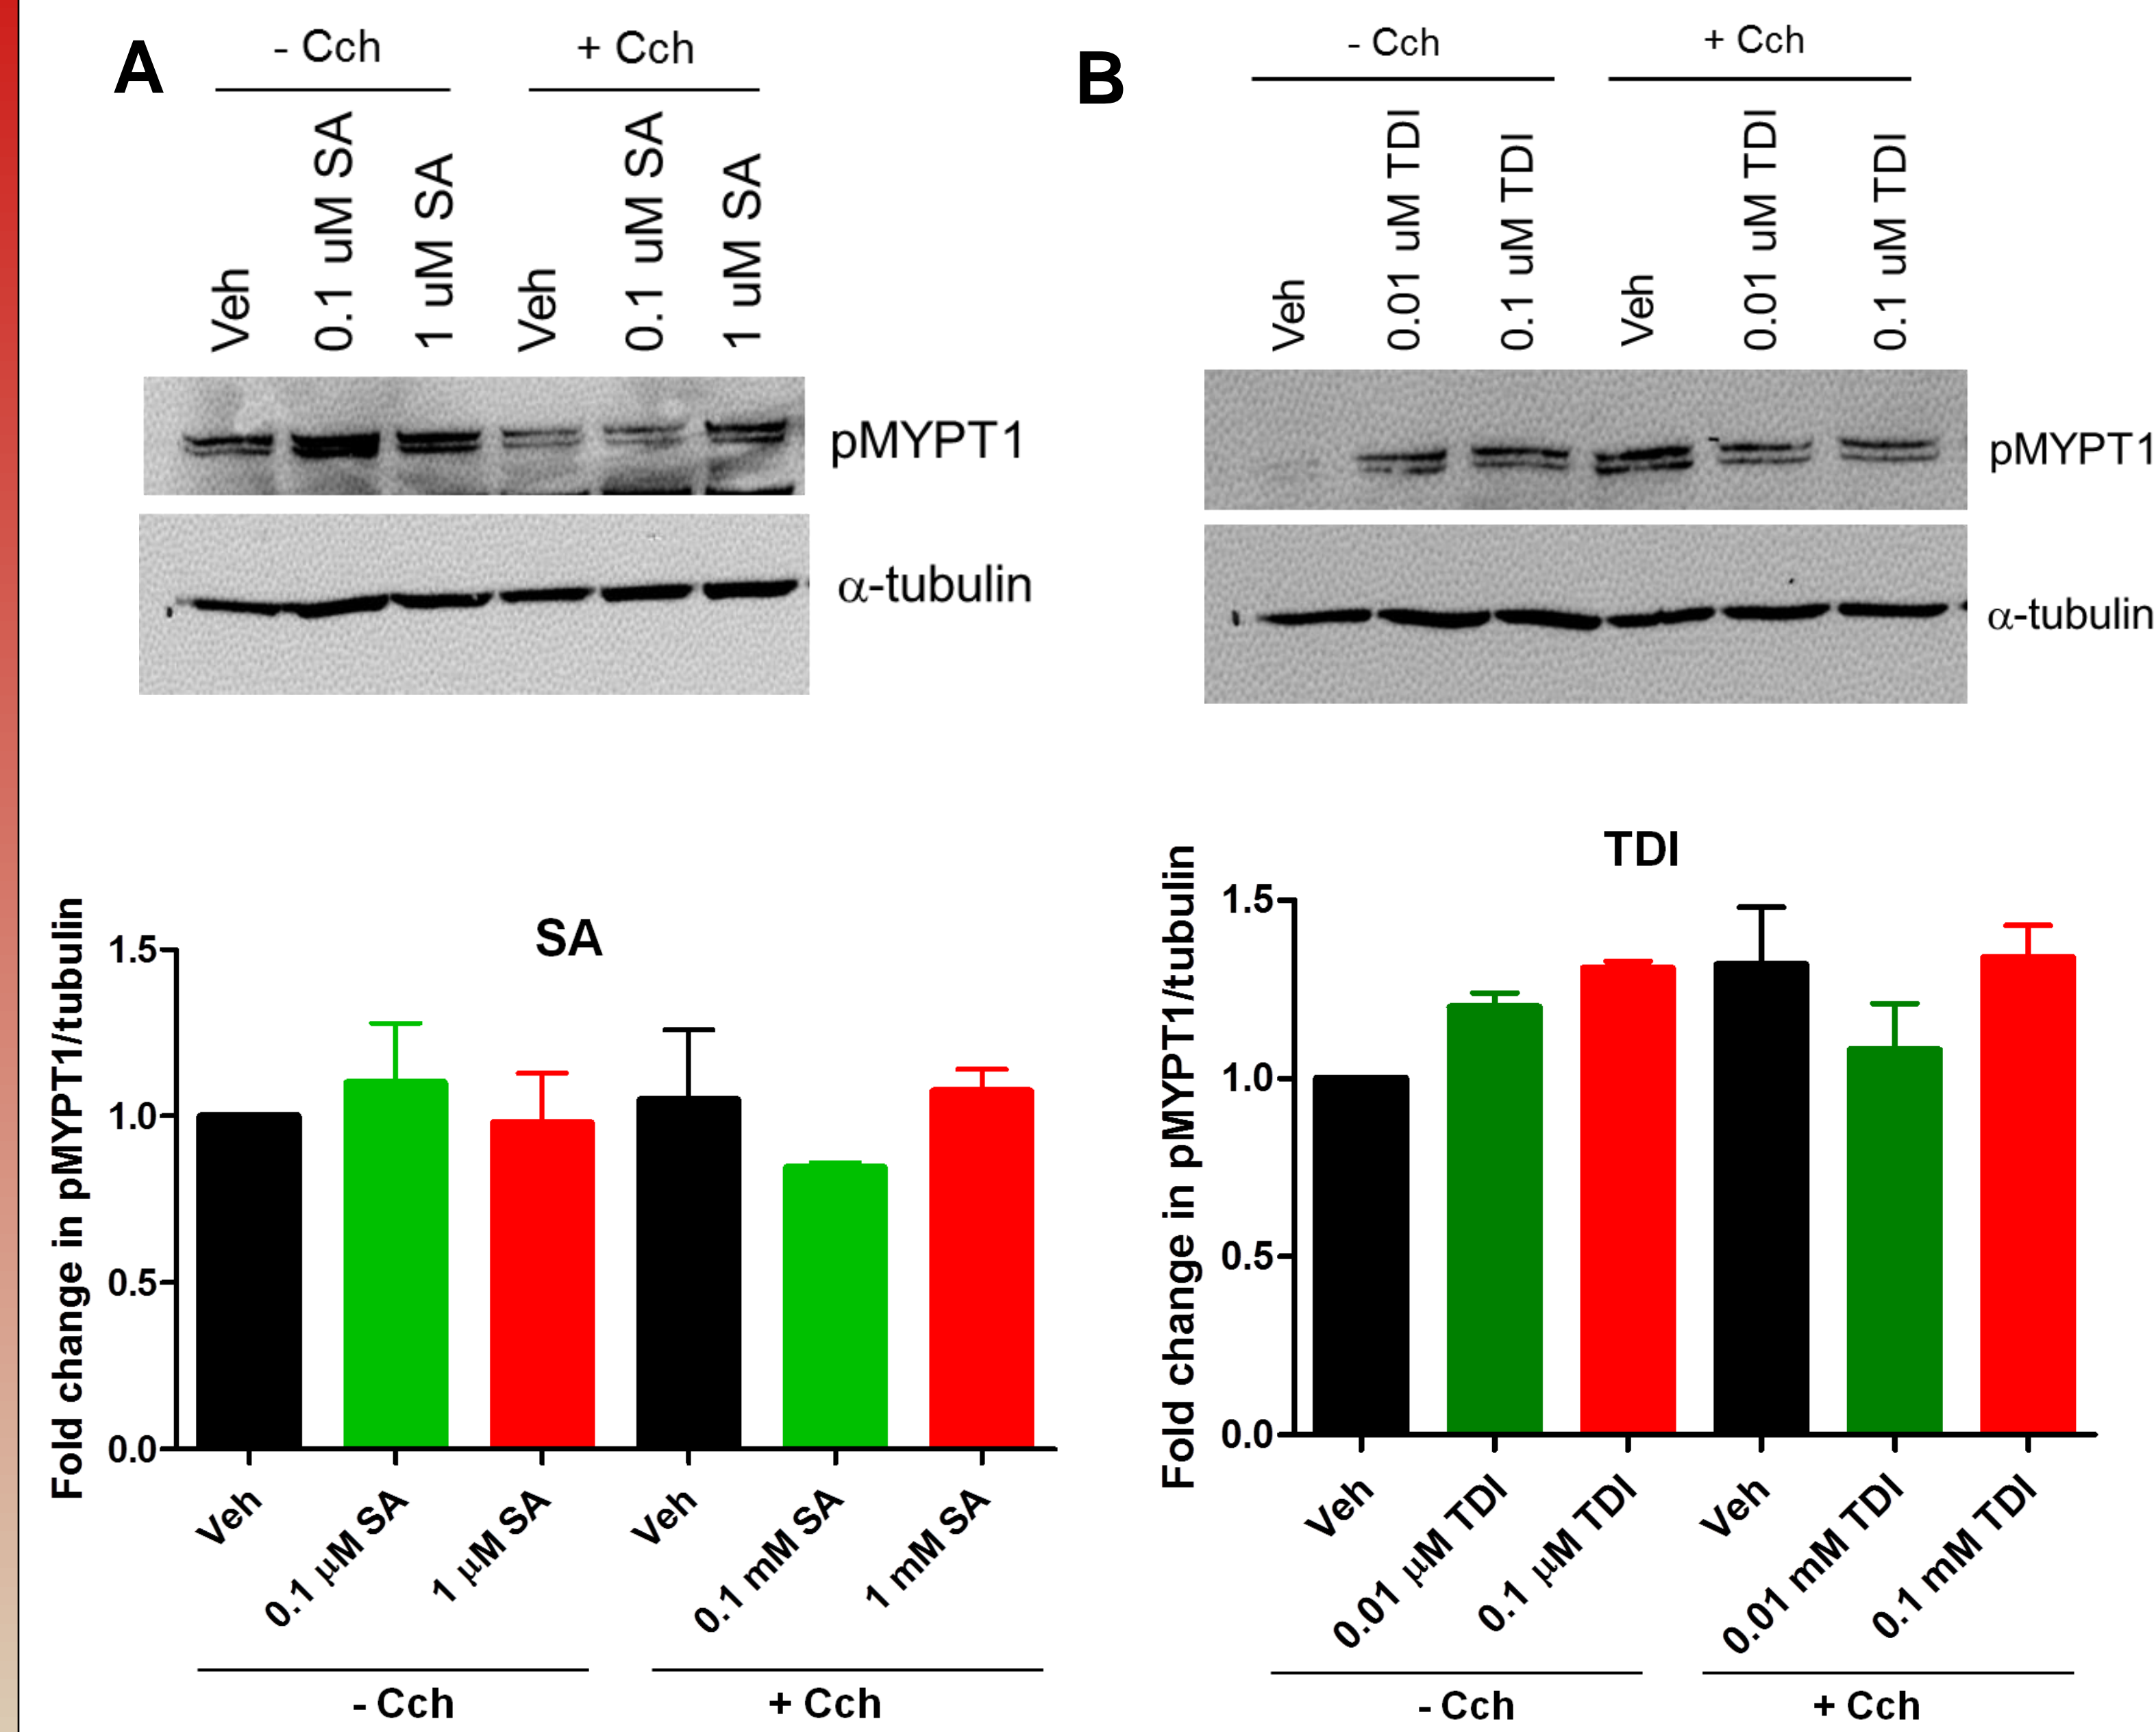 A
- Cch
+ Cch
Veh
0.1 uM SA
1 uM SA
Veh
0.1 uM SA
1 uM SA
pMYPT1
α-tubulin
B
- Cch
+ Cch
Veh
0.01 uM TDI
0.1 uM TDI
Veh
0.01 uM TDI
0.1 uM TDI
pMYPT1
α-tubulin
SA
Fold change in pMYPT1/tubulin
1.5
1.0
0.5
0.0
Veh
0.1 µM SA
1 µM SA
Veh
0.1 mM SA
1 mM SA
- Cch
+ Cch
TDI
Fold change in pMYPT1/tubulin
1.5
1.0
0.5
0.0
Veh
0.01 µM TDI
0.1 µM TDI
Veh
0.01 mM TDI
0.1 mM TDI
- Cch
+ Cch